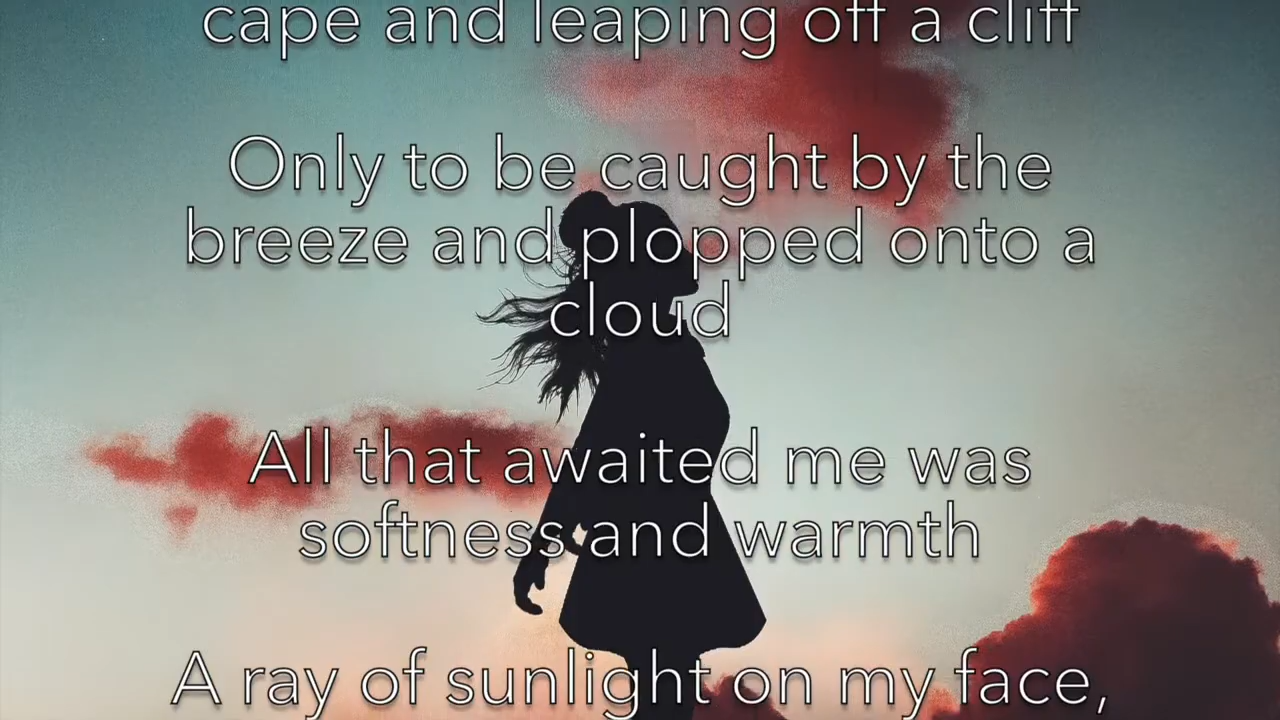 cape and leaping off a cliff
Only to be caught by the
breeze and plopped onto a
cloud
All that awaited me was
softness and warmth
A ray of sunlight on my face,